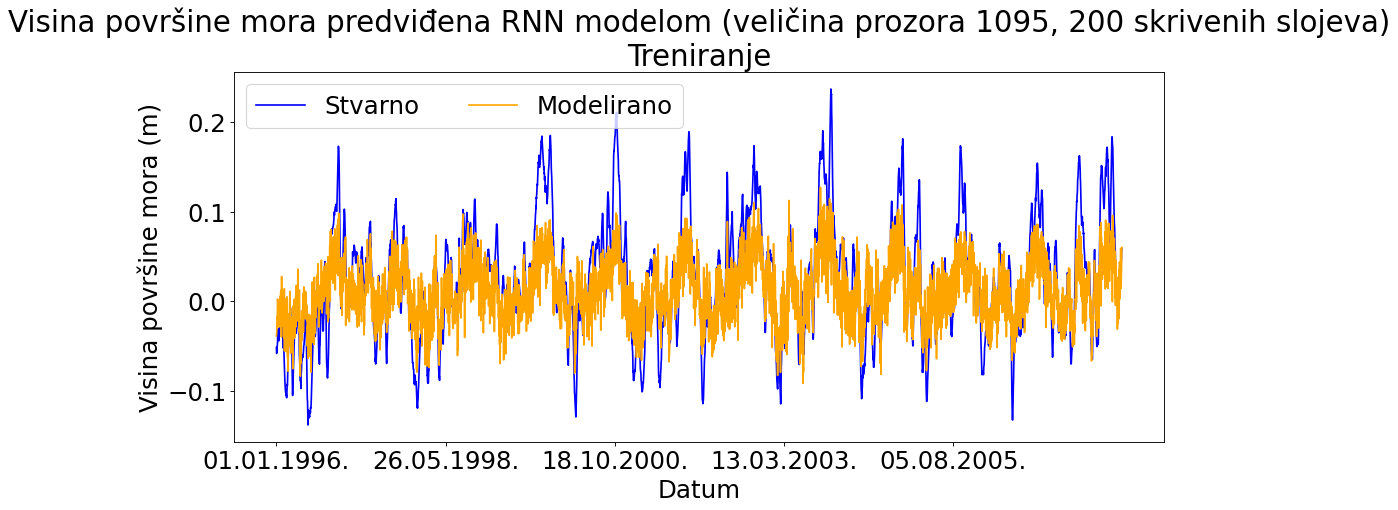 Visina površine mora predviđena RNN modelom (veličina prozora 1095, 200 skrivenih slojeva)
Treniranje
Stvarno
Modelirano
Visina površine mora (m)
0.2
0.1
0.0
−0.1
01.01.1996.
26.05.1998.
18.10.2000.
13.03.2003.
05.08.2005.
Datum